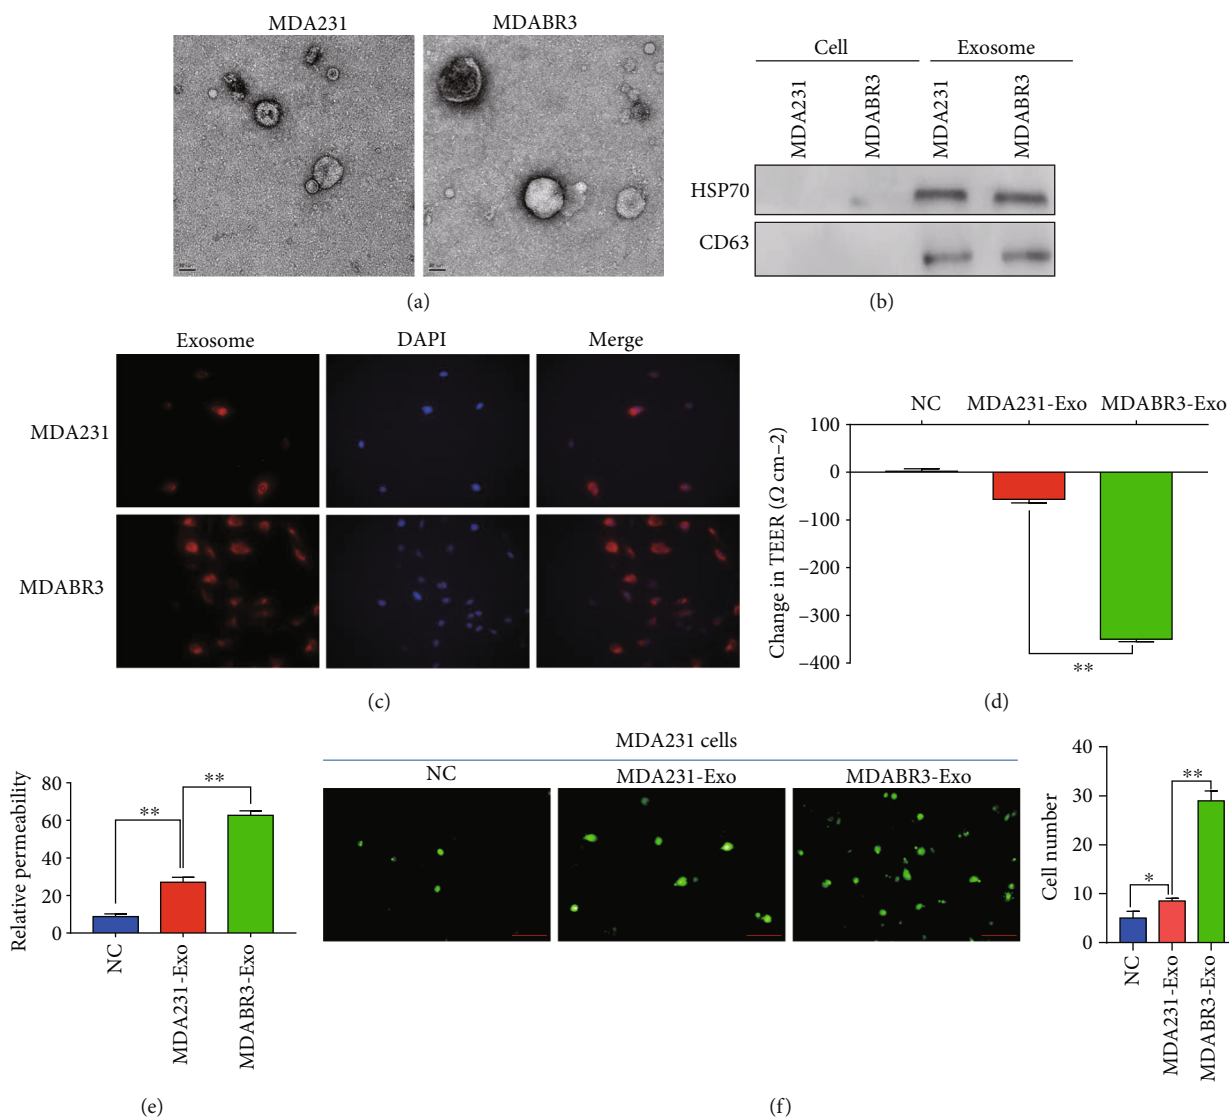 MDA231
MDABR3
(a)
Cell
Exosome
MDA231
MDABR3
MDA231
MDABR3
HSP70
CD63
(b)
Exosome
DAPI
Merge
MDA231
MDABR3
(c)
NC
MDA231-Exo
MDABR3-Exo
Change in TEER (Ω cm−2)
100
0
−100
−200
−300
−400
**
(d)
Relative permeability
80
60
40
20
0
**
**
NC
MDA231-Exo
MDABR3-Exo
(e)
MDA231 cells
NC
MDA231-Exo
MDABR3-Exo
Cell number
40
30
20
10
0
*
**
NC
MDA231-Exo
MDABR3-Exo
(f)